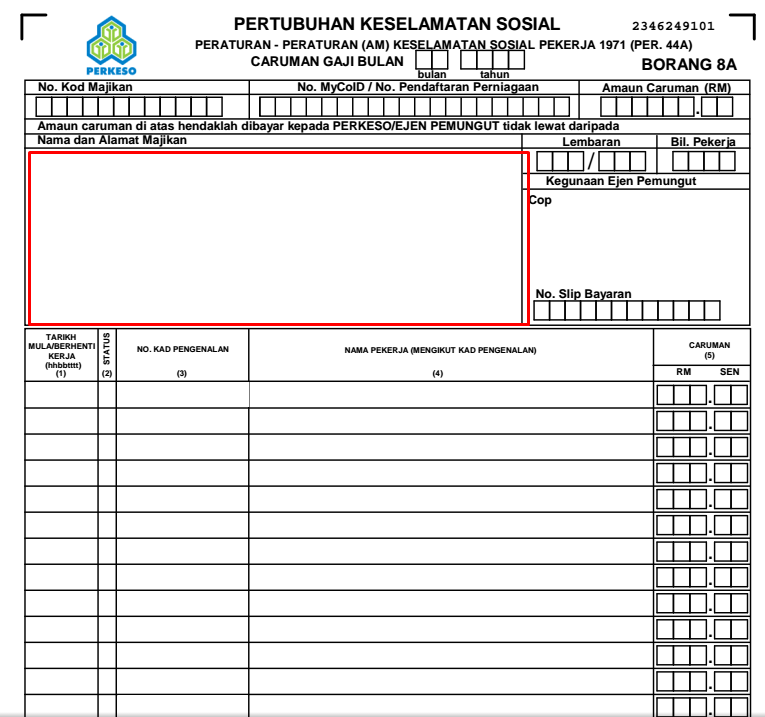 PERTUBUHAN KESELAMATAN SOSIAL
2346249101
PERATURAN - PERATURAN (AM) KESELAMATAN SOSIAL PEKERJA 1971 (PER. 44A)
CARUMAN GAJI BULAN
bulan tahun
BORANG 8A
PERKESO
No. Kod Majikan
No. MyCoID / No. Pendaftaran Perniagaan
Amaun Caruman (RM)
.
Amaun caruman di atas hendaklah dibayar kepada PERKESO/EJEN PEMUNGUT tidak lewat daripada
Nama dan Alamat Majikan
Lembaran
Bil. Pekerja
/
Kegunaan Ejen Pemungut
Cop
No. Slip Bayaran
TARIKH
MULA/BERHENTI
KERJA
(hhbbtttt)
(1)
STATUS
(2)
NO. KAD PENGENALAN
(3)
NAMA PEKERJA (MENGIKUT KAD PENGENALAN)
(4)
CARUMAN
(5)
RM SEN
.
.
.
.
.
.
.
.
.
.
.
.
.